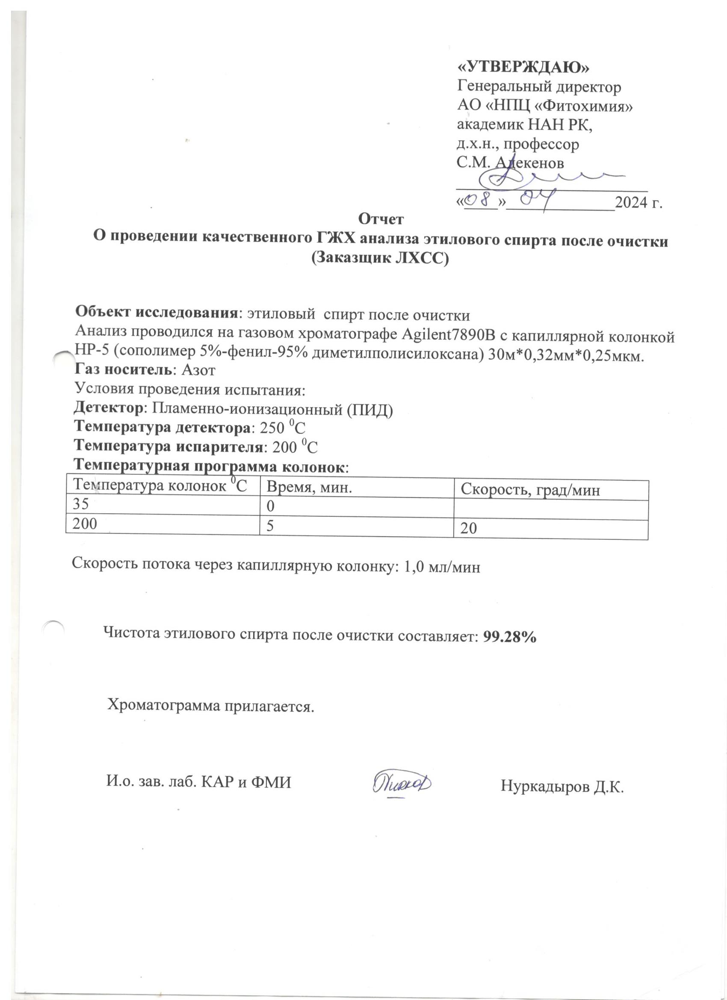 «УТВЕРЖДАЮ»
Генеральный директор
АО «НПЦ «Фитохимия»
академик НАН РК,
д.х.н., профессор
С.М. Адекенов
«08» 04 2024 г.
Отчет
О проведении качественного ГЖХ анализа этилового спирта после очистки
(Заказщик ЛХСС)
Объект исследования: этиловый спирт после очистки
Анализ проводился на газовом хроматографе Agilent7890B с капиллярной колонкой
HP-5 (сополимер 5%-фенил-95% диметилполисилоксана) 30м*0,32мм*0,25мкм.
Газ носитель: Азот
Условия проведения испытания:
Детектор: Пламенно-ионизационный (ПИД)
Температура детектора: 250 ⁰С
Температура испарителя: 200 ⁰С
Температурная программа колонок:
Температура колонок ⁰С Время, мин. Скорость, град/мин
35 0
200 5 20
Скорость потока через капиллярную колонку: 1,0 мл/мин
Чистота этилового спирта после очистки составляет: 99.28%
Хроматограмма прилагается.
И.о. зав. лаб. КАР и ФМИ Нуркадыров Д.К.